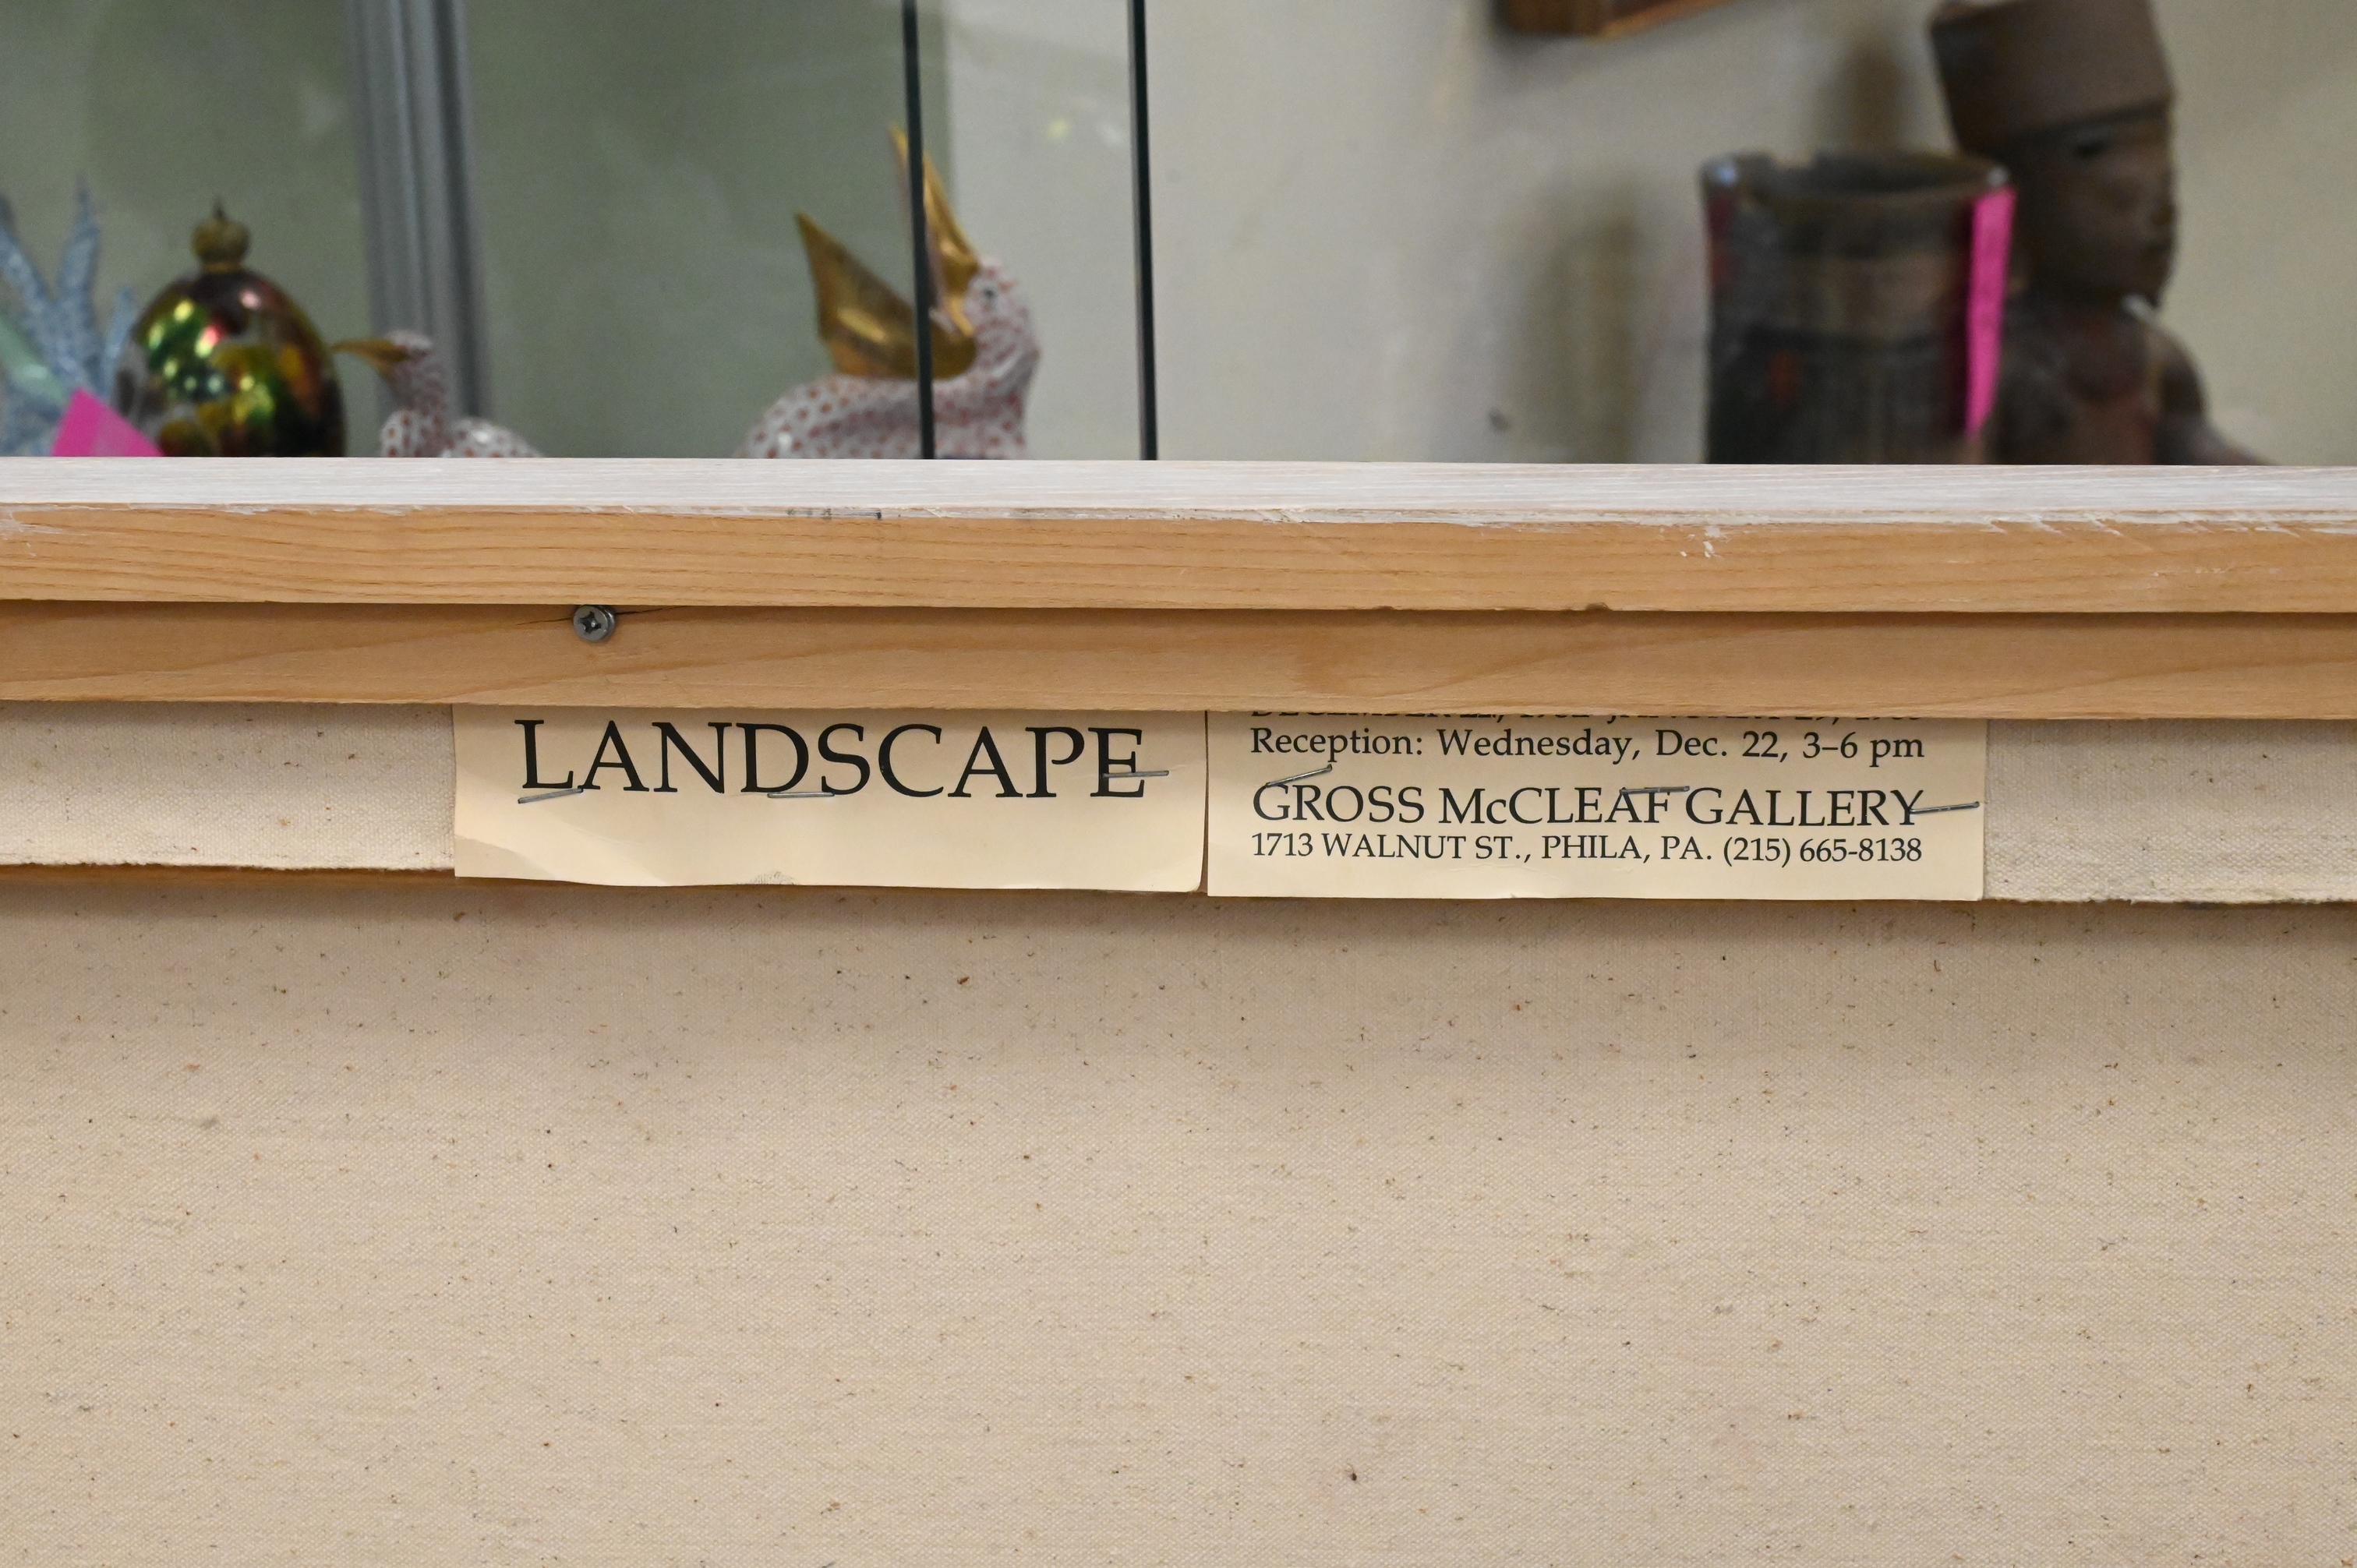 LANDSCAPE
Reception: Wednesday, Dec. 22, 3–6 pm
GROSS McCLEAF GALLERY
1713 WALNUT ST., PHILA, PA. (215) 665-8138